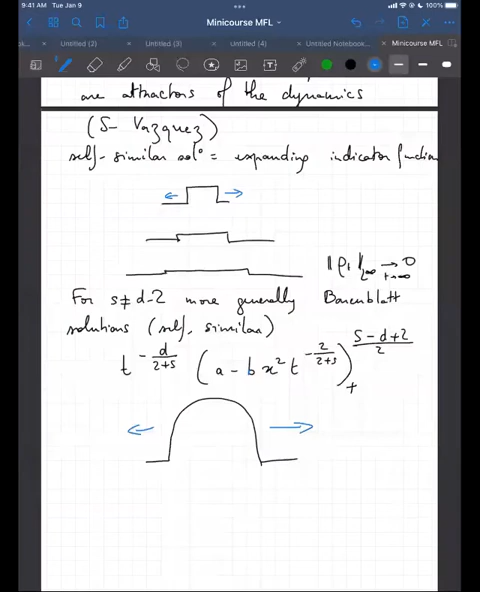 9:41 AM Tue Jan 9
100%
Minicourse MFL
Untitled (2)
Untitled (3)
Untitled (4)
Untitled Notebook...
Minicourse MFL
are attractors of the dynamics
(S- Vazquez)
self-similar sol° = expanding indicator function
‖ρ_t‖_{L^∞} → 0
t→∞
For s≠d-2 more generally Barenblatt
solutions (self similar)
t^{-d/(2+s)} (a - b x² t^{-2/(2+s)})_+^{(s-d+2)/2}